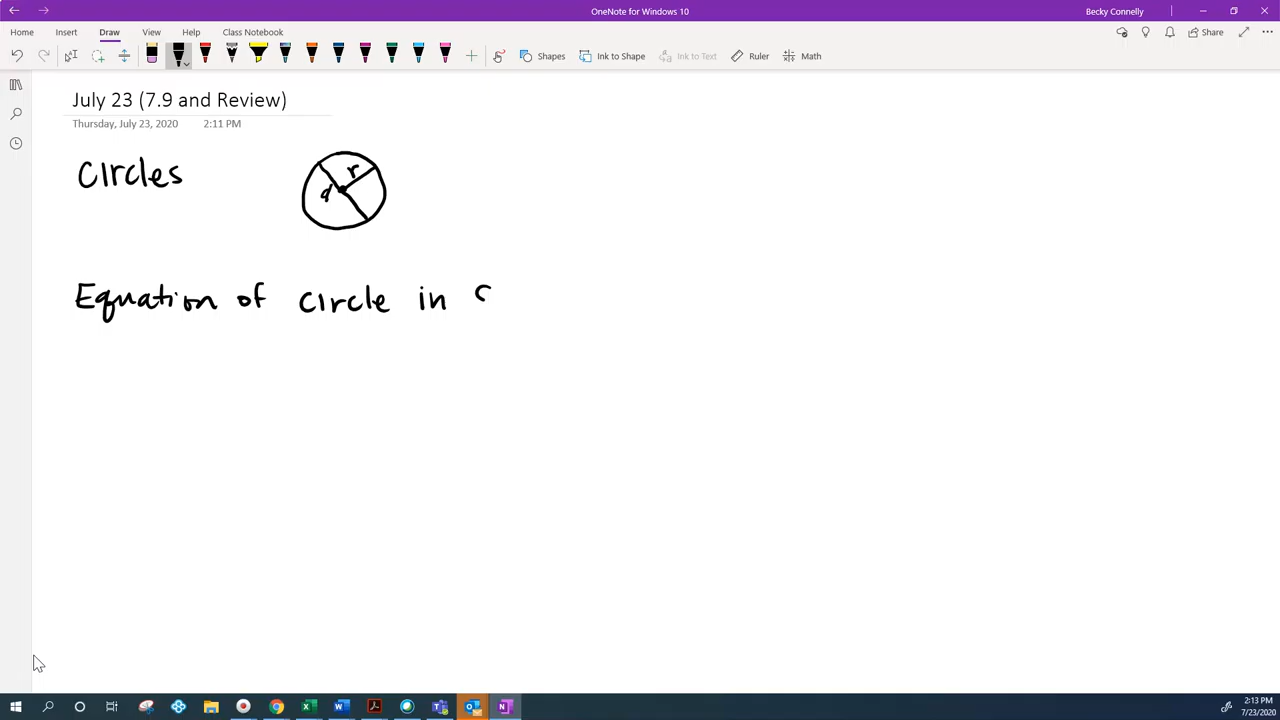 OneNote for Windows 10
Becky Connelly
Home Insert Draw View Help Class Notebook
Share
Shapes Ink to Shape Ink to Text Ruler Math
July 23 (7.9 and Review)
Thursday, July 23, 2020 2:11 PM
Circles
r
d
Equation of circle in
2:13 PM
7/23/2020